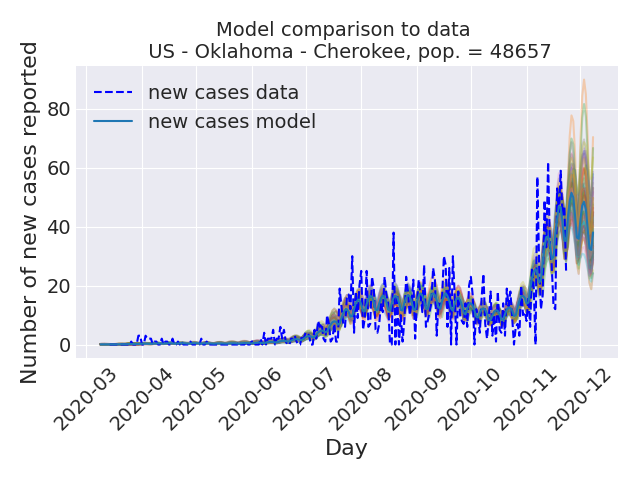 Model comparison to data
US - Oklahoma - Cherokee, pop. = 48657
Number of new cases reported
80
60
40
20
0
new cases data
new cases model
2020-03
2020-04
2020-05
2020-06
2020-07
2020-08
2020-09
2020-10
2020-11
2020-12
Day